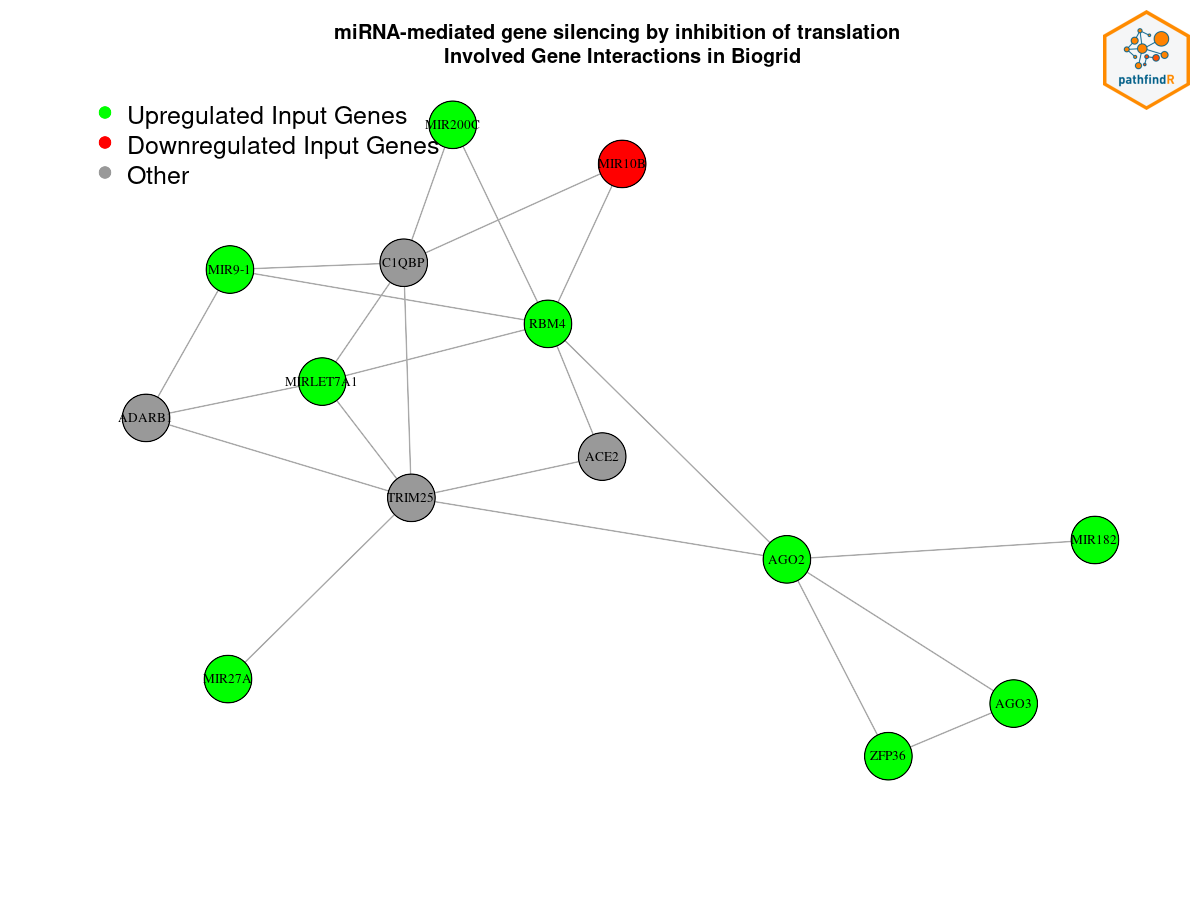 miRNA-mediated gene silencing by inhibition of translation
Involved Gene Interactions in Biogrid
pathfindR
Upregulated Input Genes
Downregulated Input Genes
Other
MIR200C
MIR10B
C1QBP
MIR9-1
RBM4
MIRLET7A1
ADARB
ACE2
TRIM25
MIR182
AGO2
MIR27A
AGO3
ZFP36